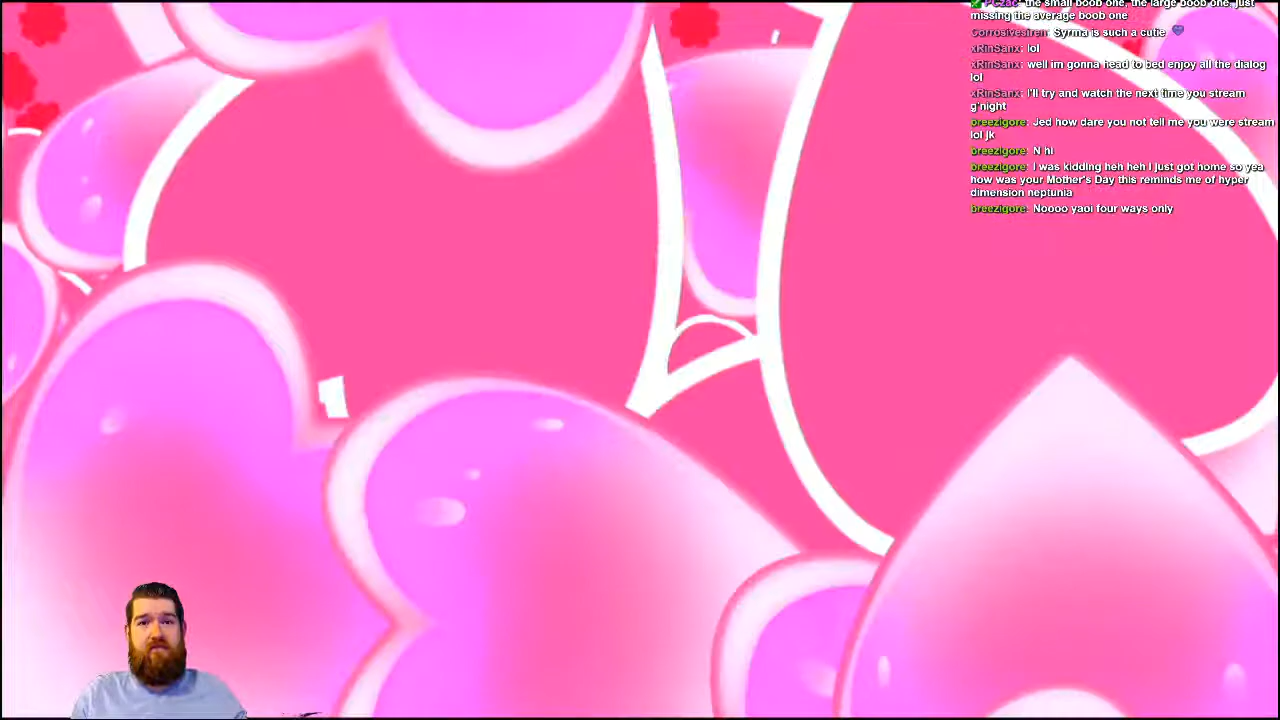 PCzac: the small boob one, the large boob one, just
missing the average boob one
Corrosivesiren: Syrma is such a cutie
xRinSanx: lol
xRinSanx: well im gonna head to bed enjoy all the dialog
lol
xRinSanx: I'll try and watch the next time you stream
g'night
breezigore: Jed how dare you not tell me you were stream
lol jk
breezigore: N hi
breezigore: I was kidding heh heh I just got home so yea
how was your Mother's Day this reminds me of hyper
dimension neptunia
breezigore: Noooo yaoi four ways only